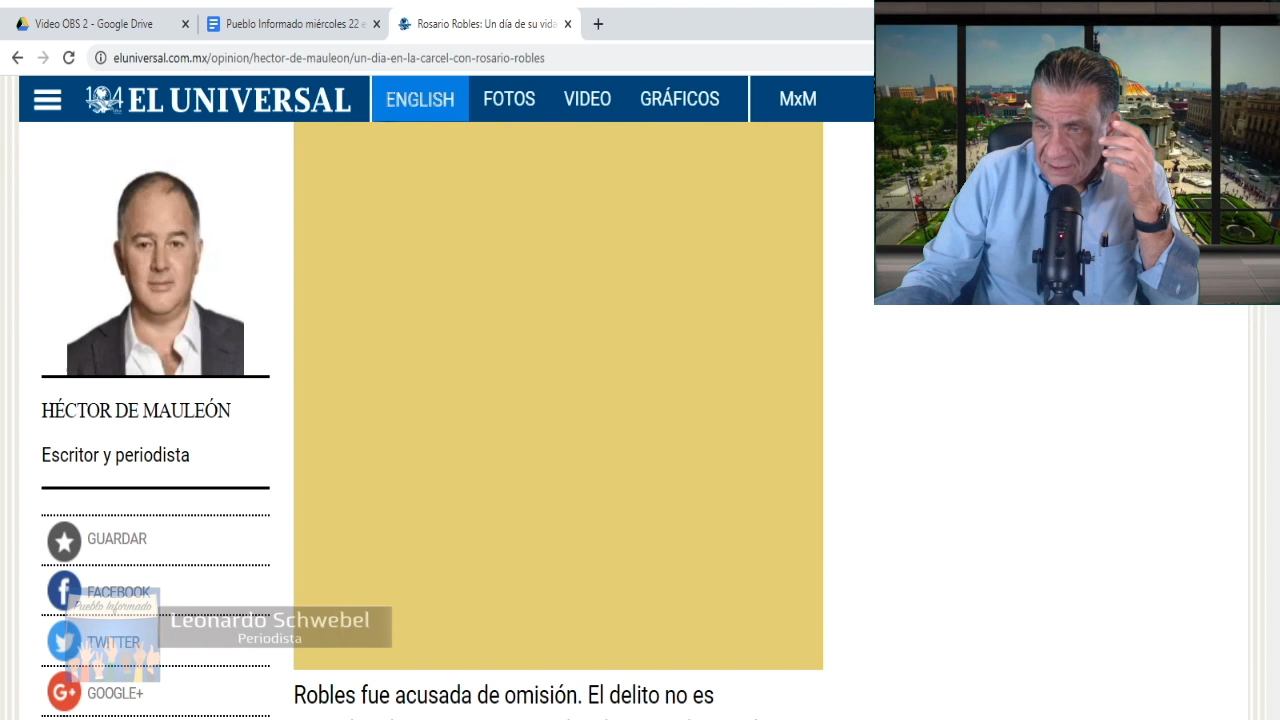 Video OBS 2 - Google Drive
Pueblo Informado miércoles 22 e
Rosario Robles: Un día de su vida
eluniversal.com.mx/opinion/hector-de-mauleon/un-dia-en-la-carcel-con-rosario-robles
104 EL UNIVERSAL
ENGLISH
FOTOS
VIDEO
GRÁFICOS
MxM
HÉCTOR DE MAULEÓN
Escritor y periodista
GUARDAR
FACEBOOK
Pueblo Informado
Leonardo Schwebel
Periodista
TWITTER
G+ GOOGLE+
Robles fue acusada de omisión. El delito no es